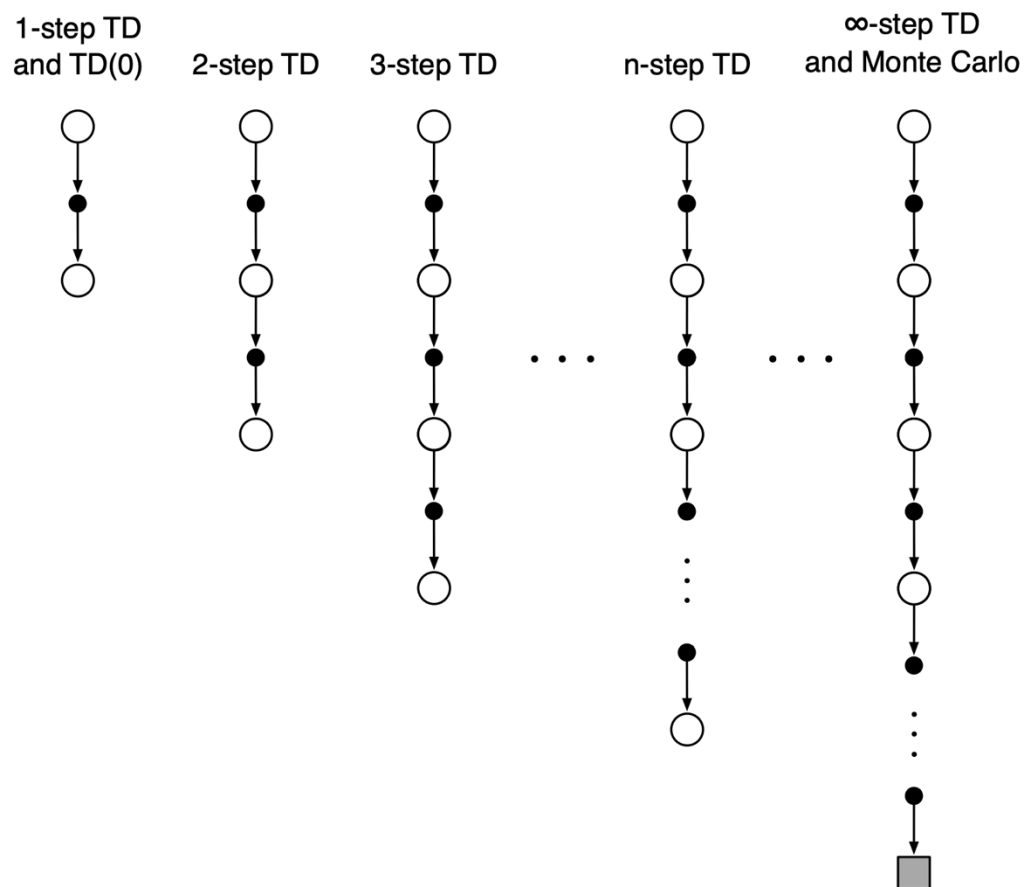 1-step TD
and TD(0)
2-step TD
3-step TD
n-step TD
∞-step TD
and Monte Carlo